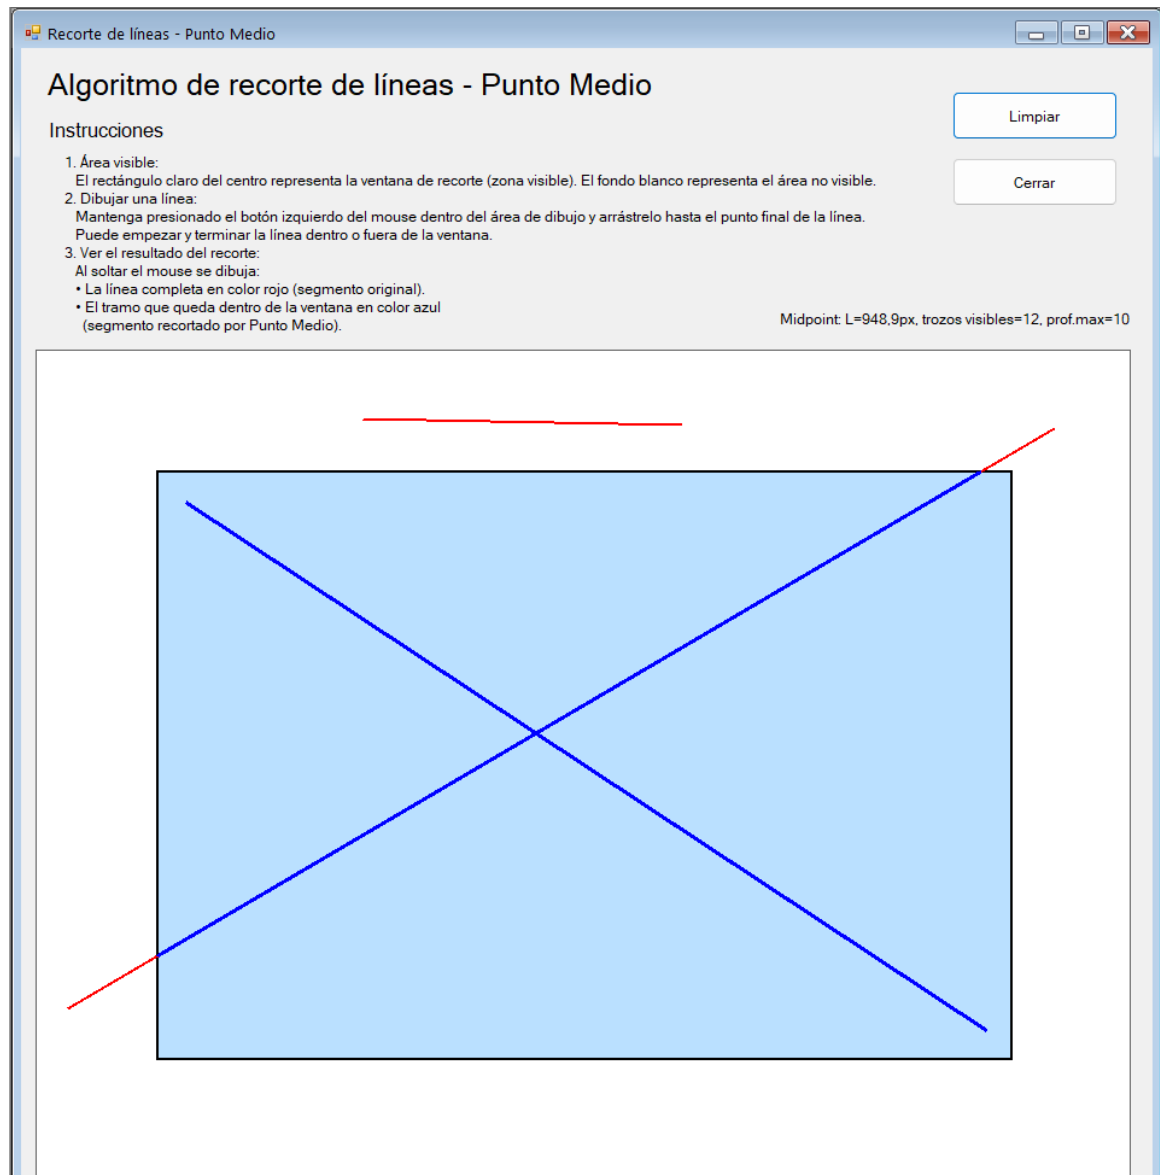 Recorte de líneas - Punto Medio
Algoritmo de recorte de líneas - Punto Medio
Limpiar
Instrucciones
1. Área visible:
El rectángulo claro del centro representa la ventana de recorte (zona visible). El fondo blanco representa el área no visible.
Cerrar
2. Dibujar una línea:
Mantenga presionado el botón izquierdo del mouse dentro del área de dibujo y arrástrelo hasta el punto final de la línea.
Puede empezar y terminar la línea dentro o fuera de la ventana.
3. Ver el resultado del recorte:
Al soltar el mouse se dibuja:
• La línea completa en color rojo (segmento original).
• El tramo que queda dentro de la ventana en color azul
(segmento recortado por Punto Medio).
Midpoint: L=948,9px, trozos visibles=12, prof.max=10